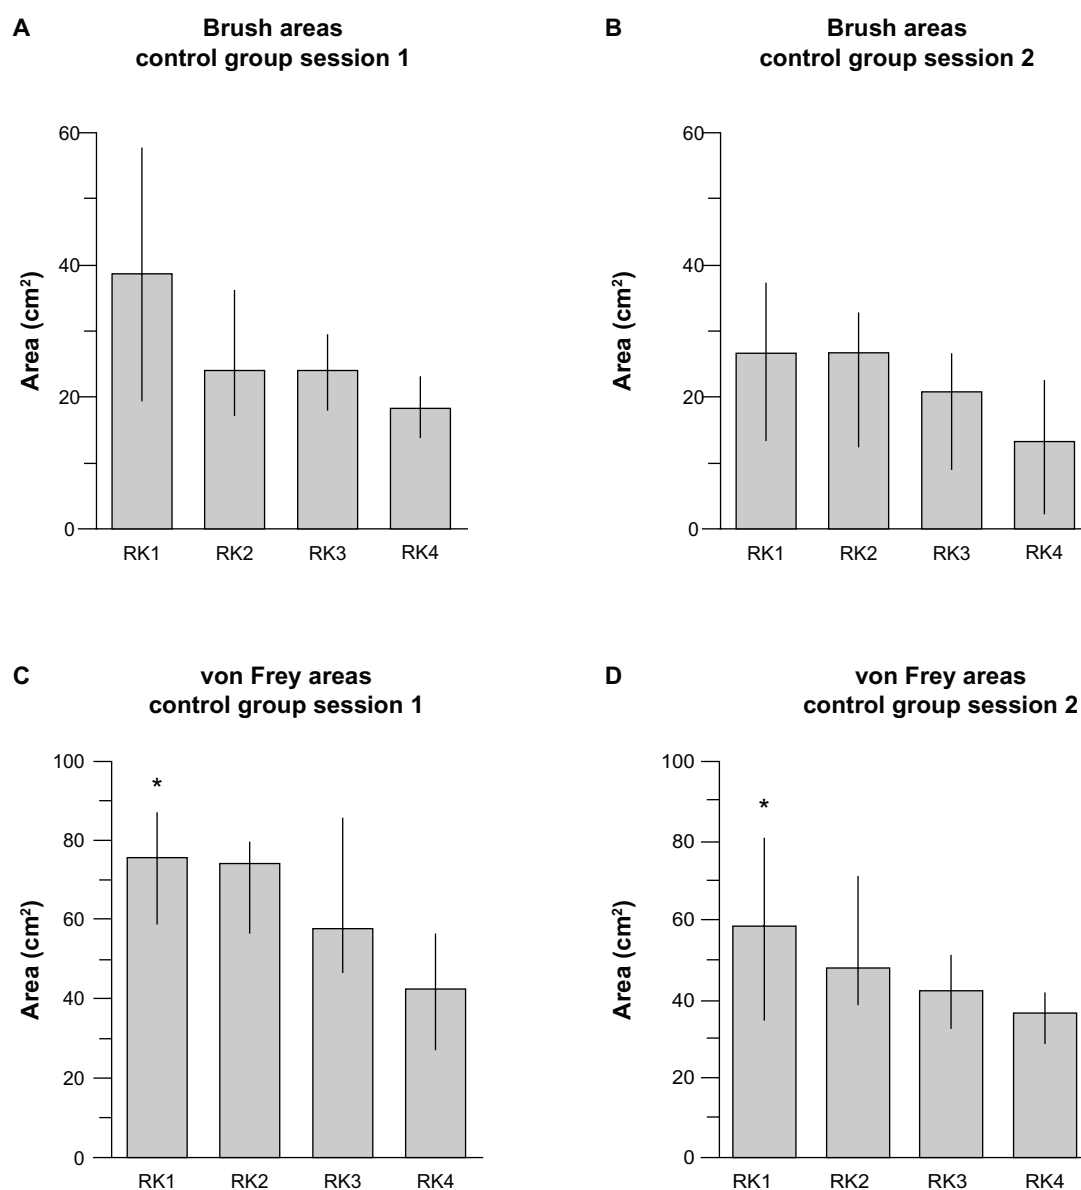 A
Brush areas
control group session 1
60
40
20
0
Area (cm²)
RK1 RK2 RK3 RK4
B
Brush areas
control group session 2
60
40
20
0
Area (cm²)
RK1 RK2 RK3 RK4
C
von Frey areas
control group session 1
100
80
60
40
20
0
Area (cm²)
*
RK1 RK2 RK3 RK4
D
von Frey areas
control group session 2
100
80
60
40
20
0
Area (cm²)
*
RK1 RK2 RK3 RK4